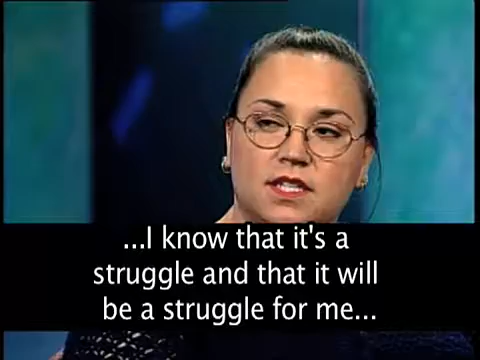 ...I know that it's a
struggle and that it will
be a struggle for me...